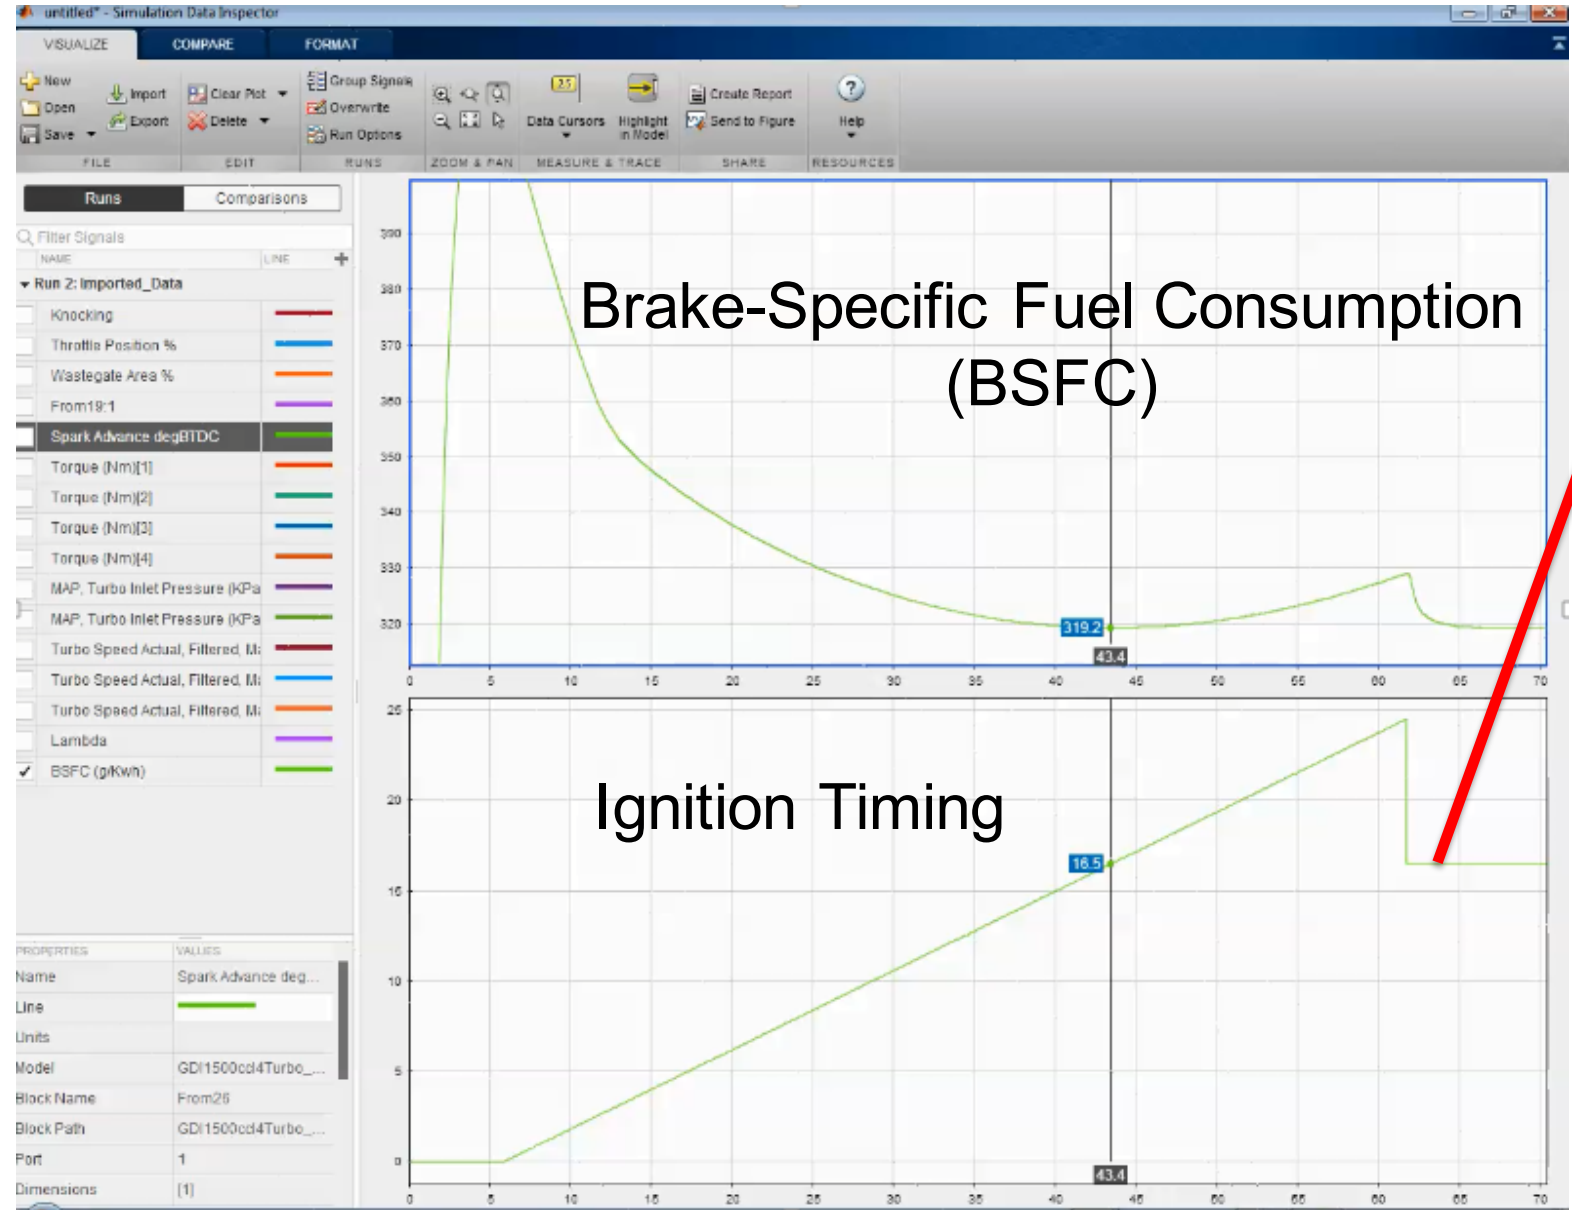 untitled* - Simulation Data Inspector
VISUALIZE COMPARE FORMAT
New
Open
Save
Import
Export
FILE
Clear Plot
Delete
EDIT
Group Signals
Overwrite
Run Options
RUNS
ZOOM & PAN
Data Cursors
Highlight
in Model
MEASURE & TRACE
Create Report
Send to Figure
SHARE
Help
RESOURCES
Runs Comparisons
Filter Signals
NAME LINE
Run 2: Imported_Data
Knocking
Throttle Position %
Wastegate Area %
From19:1
Spark Advance degBTDC
Torque (Nm)[1]
Torque (Nm)[2]
Torque (Nm)[3]
Torque (Nm)[4]
MAP, Turbo Inlet Pressure (KPa
MAP, Turbo Inlet Pressure (KPa
Turbo Speed Actual, Filtered, Ma
Turbo Speed Actual, Filtered, Ma
Turbo Speed Actual, Filtered, Ma
Lambda
BSFC (g/Kwh)
PROPERTIES VALUES
Name Spark Advance deg...
Line
Units
Model GDI1500ccI4Turbo_...
Block Name From26
Block Path GDI1500ccI4Turbo_...
Port 1
Dimensions [1]
390
380
370
360
350
340
330
320
Brake-Specific Fuel Consumption
(BSFC)
319.2
43.4
0 5 10 15 20 25 30 35 40 45 50 55 60 65 70
25
20
15
10
5
0
Ignition Timing
16.5
43.4
0 5 10 15 20 25 30 35 40 45 50 55 60 65 70